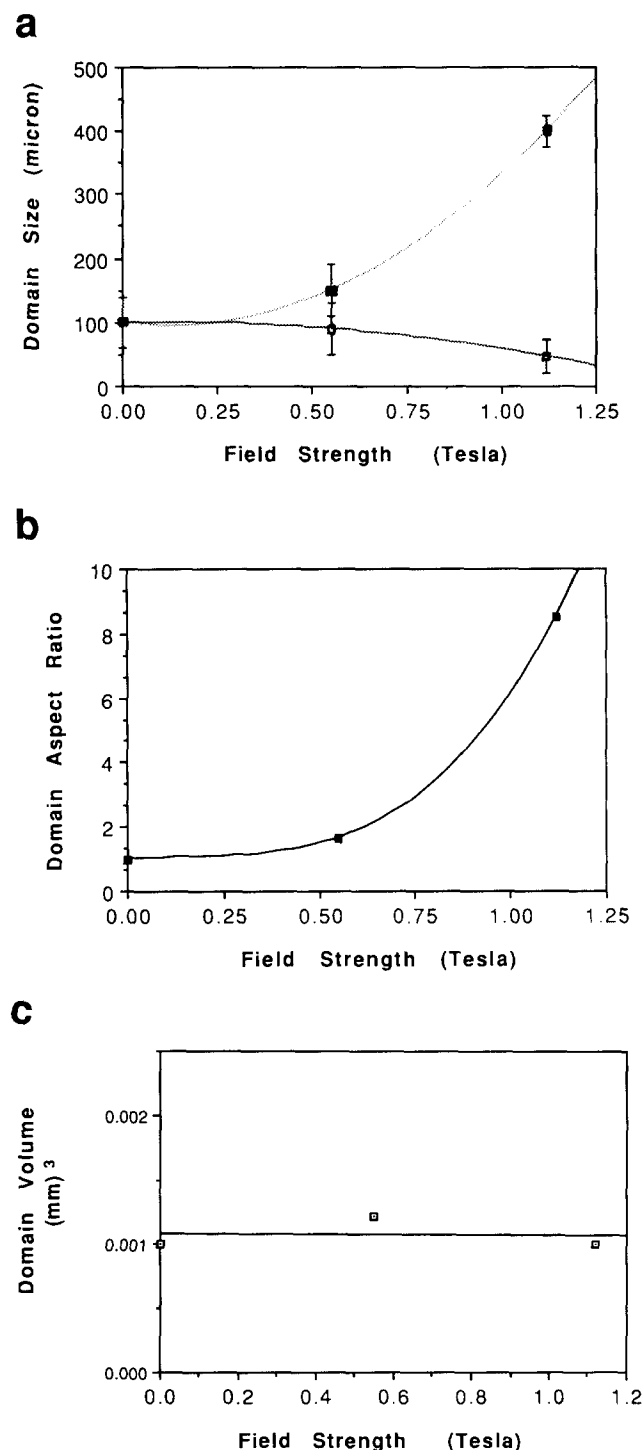 a
Domain Size (micron)
500
400
300
200
100
0
0.00 0.25 0.50 0.75 1.00 1.25
Field Strength (Tesla)
b
Domain Aspect Ratio
10
8
6
4
2
0
0.00 0.25 0.50 0.75 1.00 1.25
Field Strength (Tesla)
c
Domain Volume
(mm)³
0.002
0.001
0.000
0.0 0.2 0.4 0.6 0.8 1.0 1.2
Field Strength (Tesla)